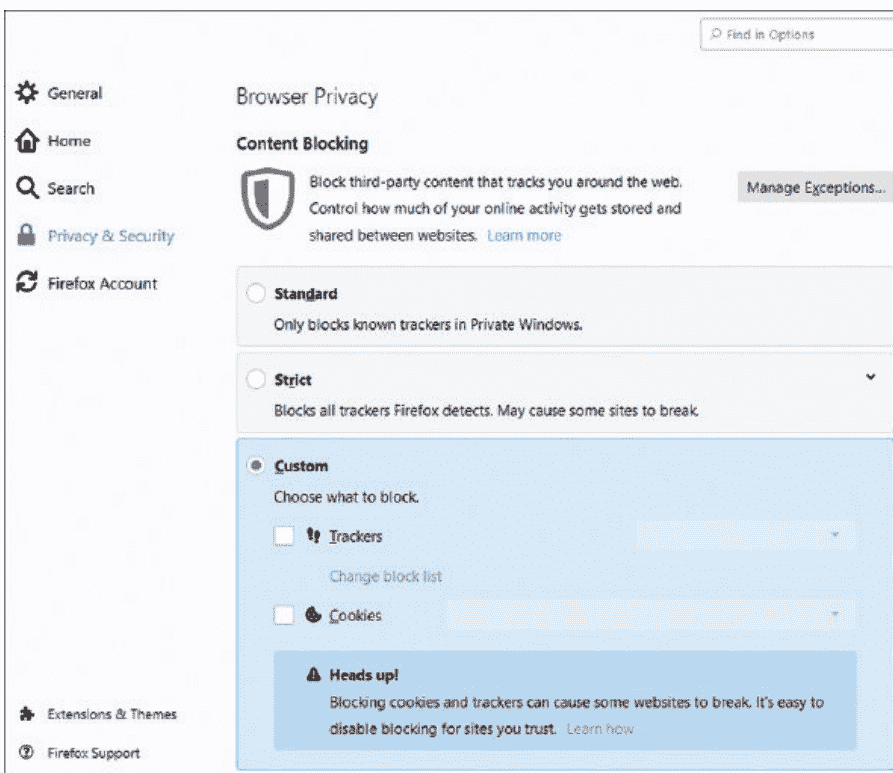 Find in Options
General
Home
Search
Privacy & Security
Firefox Account
Extensions & Themes
Firefox Support
Browser Privacy
Content Blocking
Block third-party content that tracks you around the web.
Control how much of your online activity gets stored and
shared between websites. Learn more
Manage Exceptions...
Standard
Only blocks known trackers in Private Windows.
Strict
Blocks all trackers Firefox detects. May cause some sites to break.
Custom
Choose what to block.
Trackers
Change block list
Cookies
Heads up!
Blocking cookies and trackers can cause some websites to break. It's easy to
disable blocking for sites you trust. Learn how